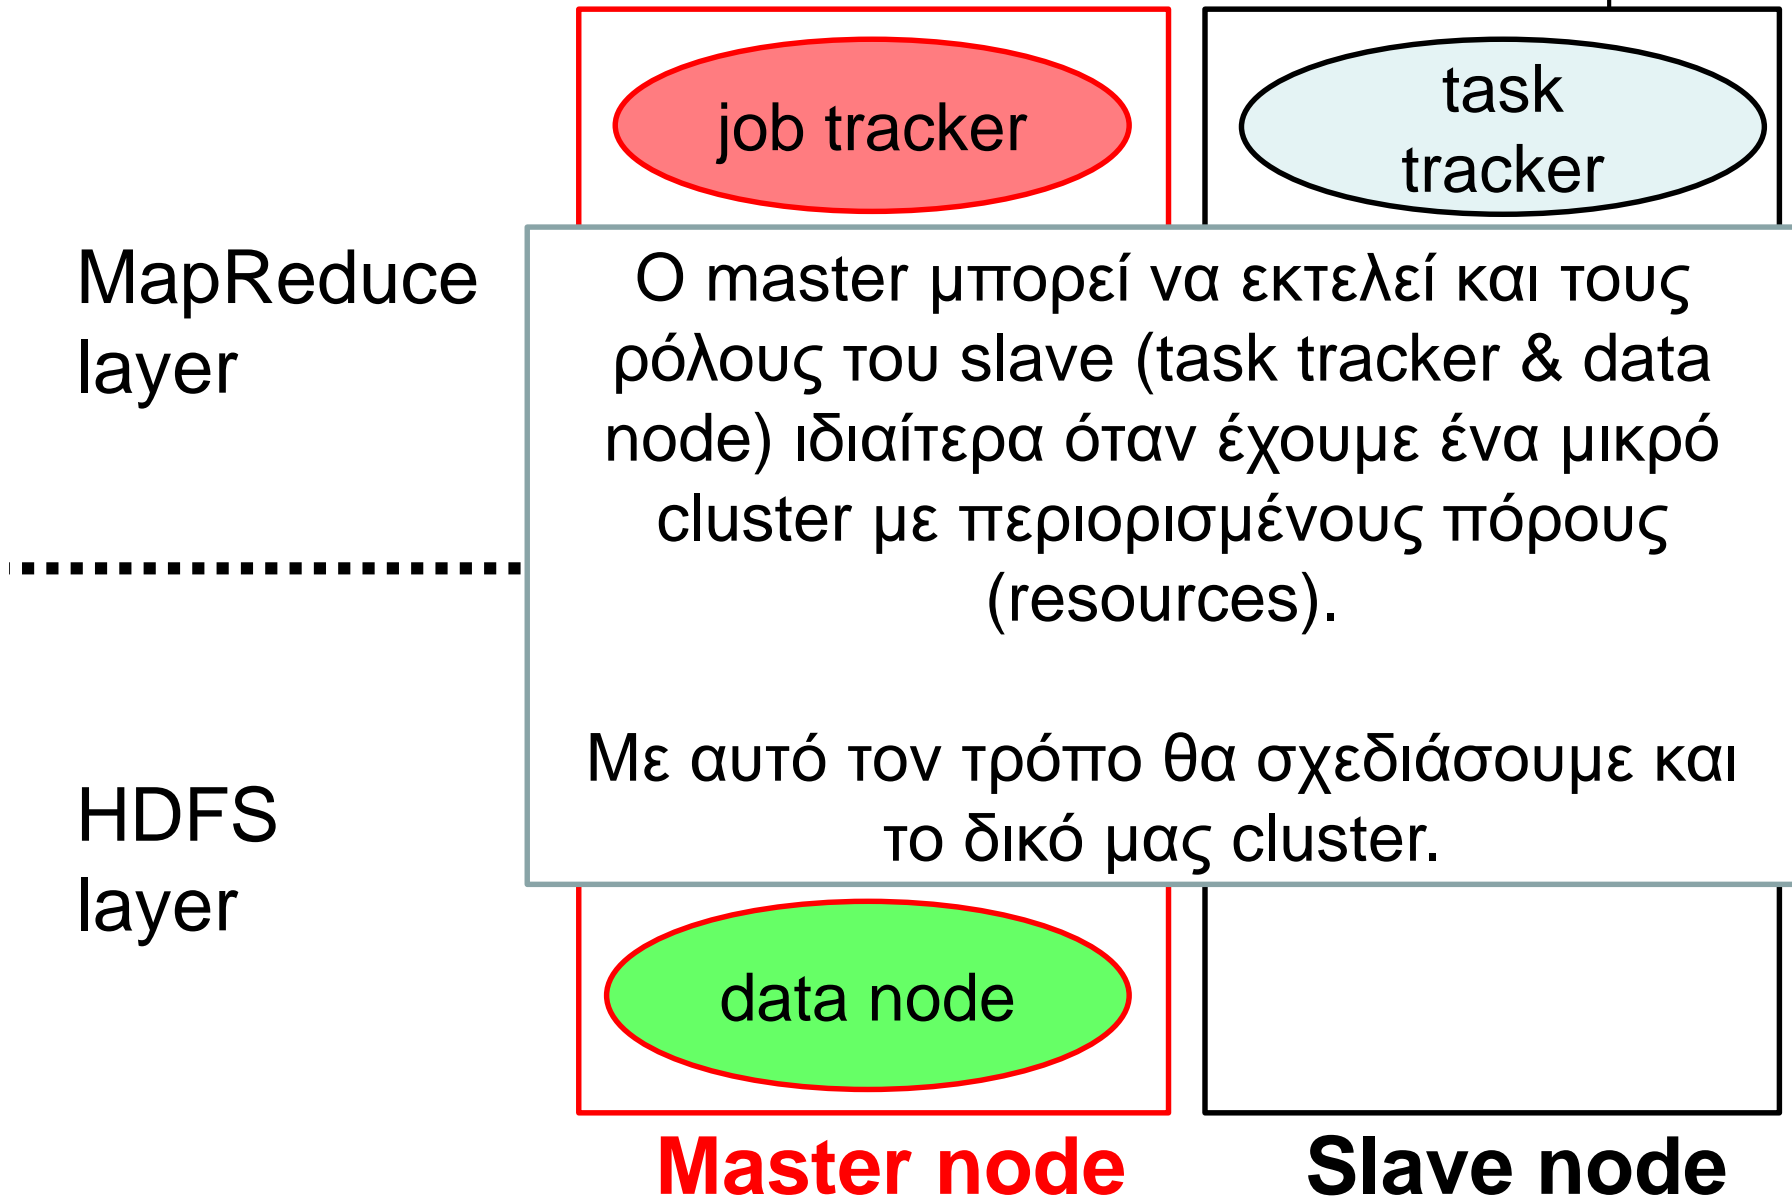 job tracker
task
tracker
MapReduce
layer
Ο master μπορεί να εκτελεί και τους
ρόλους του slave (task tracker & data
node) ιδιαίτερα όταν έχουμε ένα μικρό
cluster με περιορισμένους πόρους
(resources).
Με αυτό τον τρόπο θα σχεδιάσουμε και
το δικό μας cluster.
HDFS
layer
data node
Master node
Slave node